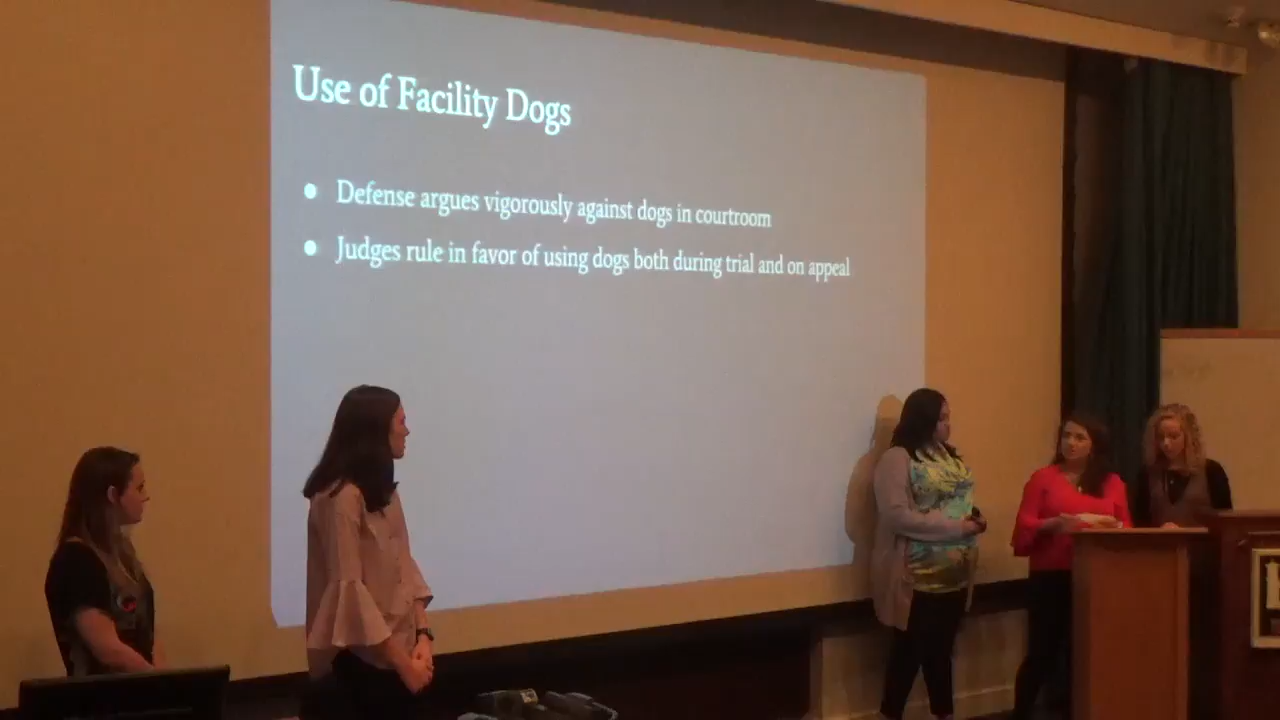 Use of Facility Dogs
● Defense argues vigorously against dogs in courtroom
● Judges rule in favor of using dogs both during trial and on appeal